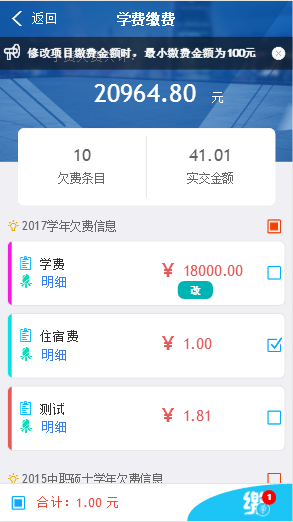 返回 学费缴费
修改项目缴费金额时，最小缴费金额为100元
20964.80 元
10 41.01
欠费条目 实交金额
2017学年欠费信息
学费 ¥ 18000.00
明细 改
住宿费 ¥ 1.00
明细
测试 ¥ 1.81
明细
2015中职硕士学年欠费信息
合计：1.00 元 缴 1